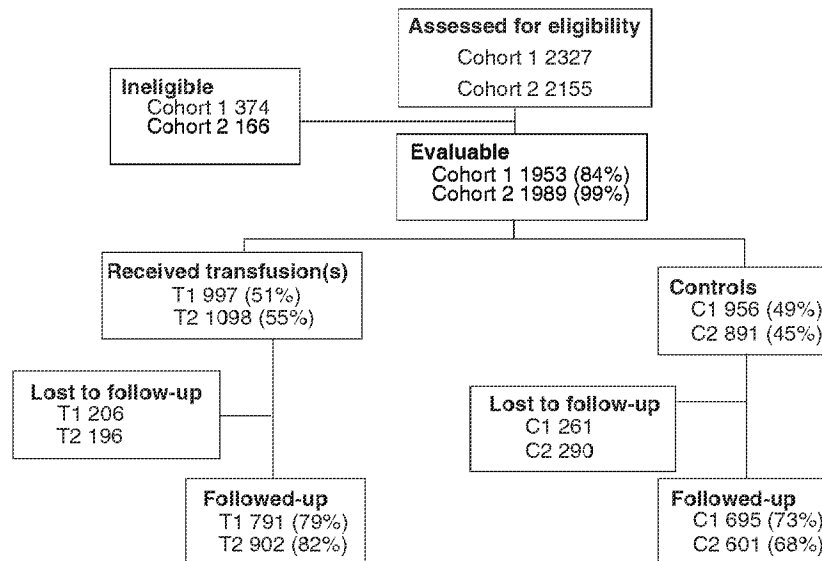 Assessed for eligibility
Cohort 1 2327
Cohort 2 2155
Ineligible
Cohort 1 374
Cohort 2 166
Evaluable
Cohort 1 1953 (84%)
Cohort 2 1989 (99%)
Received transfusion(s)
T1 997 (51%)
T2 1098 (55%)
Controls
C1 956 (49%)
C2 891 (45%)
Lost to follow-up
T1 206
T2 196
Lost to follow-up
C1 261
C2 290
Followed-up
T1 791 (79%)
T2 902 (82%)
Followed-up
C1 695 (73%)
C2 601 (68%)